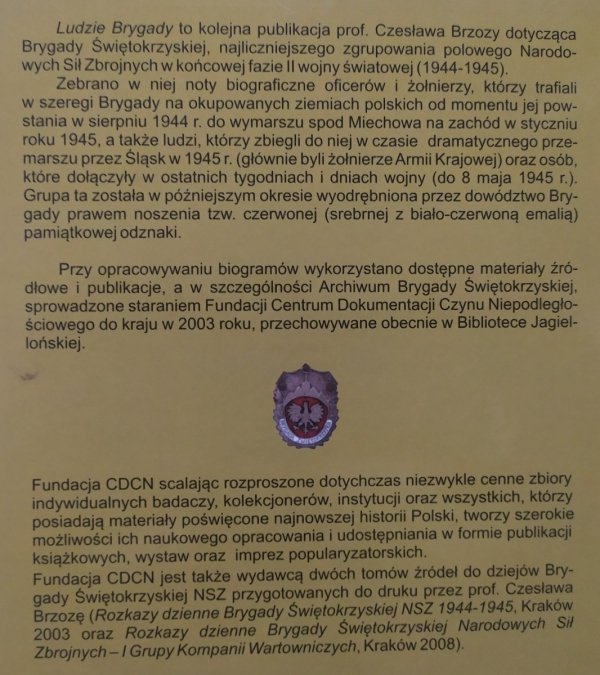 Ludzie Brygady to kolejna publikacja prof. Czesława Brzozy dotycząca
Brygady Świętokrzyskiej, najliczniejszego zgrupowania polowego Narodo-
wych Sił Zbrojnych w końcowej fazie II wojny światowej (1944-1945).
Zebrano w niej noty biograficzne oficerów i żołnierzy, którzy trafiali
w szeregi Brygady na okupowanych ziemiach polskich od momentu jej pow-
stania w sierpniu 1944 r. do wymarszu spod Miechowa na zachód w styczniu
roku 1945, a także ludzi, którzy zbiegli do niej w czasie dramatycznego prze-
marszu przez Śląsk w 1945 r. (głównie byli żołnierze Armii Krajowej) oraz osób,
które dołączyły w ostatnich tygodniach i dniach wojny (do 8 maja 1945 r.).
Grupa ta została w późniejszym okresie wyodrębniona przez dowództwo Bry-
gady prawem noszenia tzw. czerwonej (srebrnej z biało-czerwoną emalią)
pamiątkowej odznaki.
Przy opracowywaniu biogramów wykorzystano dostępne materiały źró-
dłowe i publikacje, a w szczególności Archiwum Brygady Świętokrzyskiej,
sprowadzone staraniem Fundacji Centrum Dokumentacji Czynu Niepodległo-
ściowego do kraju w 2003 roku, przechowywane obecnie w Bibliotece Jagiel-
lońskiej.
Fundacja CDCN scalając rozproszone dotychczas niezwykle cenne zbiory
indywidualnych badaczy, kolekcjonerów, instytucji oraz wszystkich, którzy
posiadają materiały poświęcone najnowszej historii Polski, tworzy szerokie
możliwości ich naukowego opracowania i udostępniania w formie publikacji
książkowych, wystaw oraz imprez popularyzatorskich.
Fundacja CDCN jest także wydawcą dwóch tomów źródeł do dziejów Bry-
gady Świętokrzyskiej NSZ przygotowanych do druku przez prof. Czesława
Brzozę (Rozkazy dzienne Brygady Świętokrzyskiej NSZ 1944-1945, Kraków
2003 oraz Rozkazy dzienne Brygady Świętokrzyskiej Narodowych Sił
Zbrojnych – I Grupy Kompanii Wartowniczych, Kraków 2008).